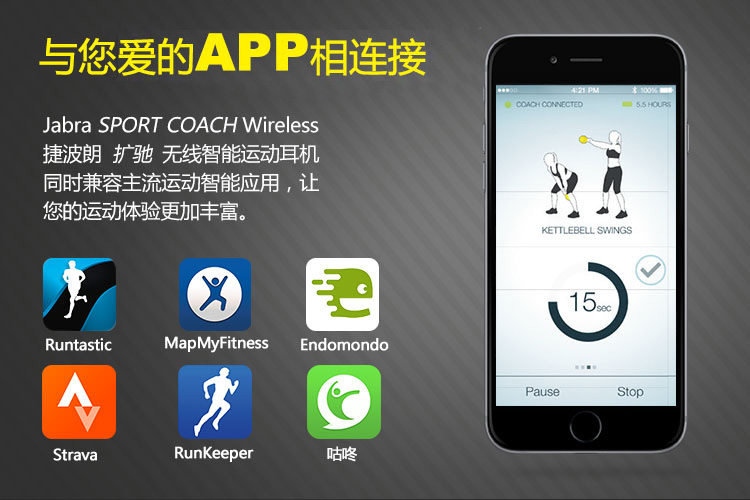 与您爱的APP相连接
Jabra SPORT COACH Wireless
捷波朗 扩驰 无线智能运动耳机
同时兼容主流运动智能应用，让
您的运动体验更加丰富。
Runtastic
MapMyFitness
Endomondo
Strava
RunKeeper
咕咚
4:21 PM
100%
COACH CONNECTED
5.5 HOURS
KETTLEBELL SWINGS
15sec
Pause
Stop